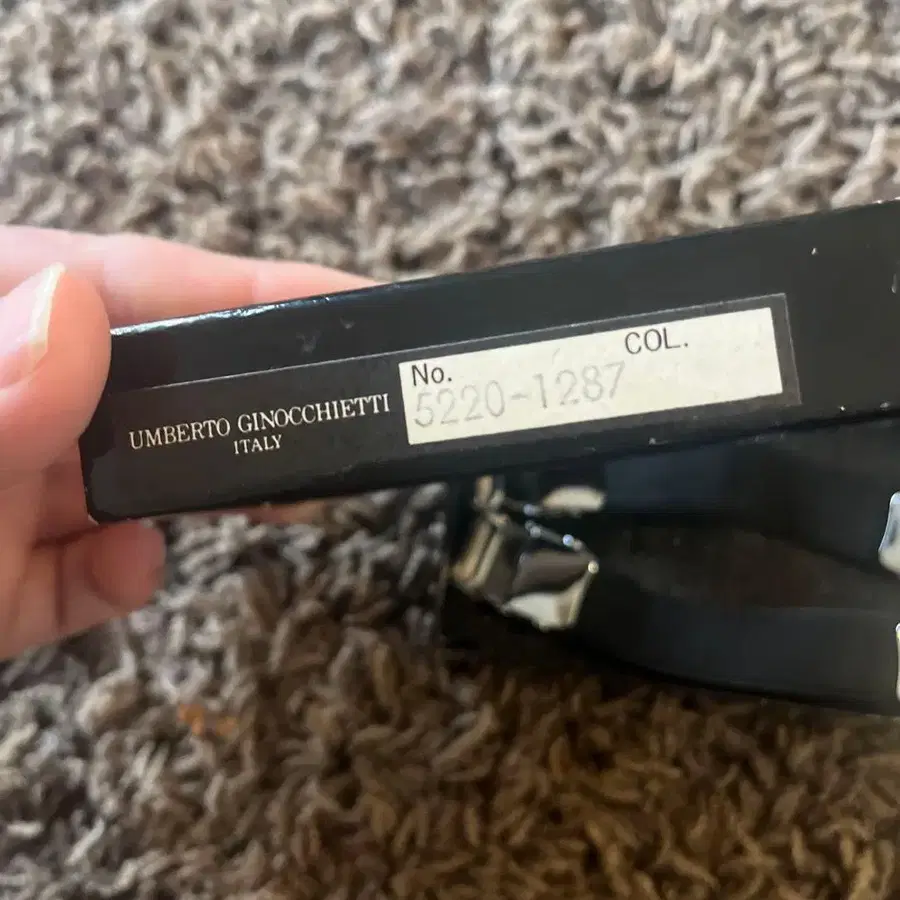 UMBERTO GINOCCHIETTI
ITALY
No.
COL.
5220-1287